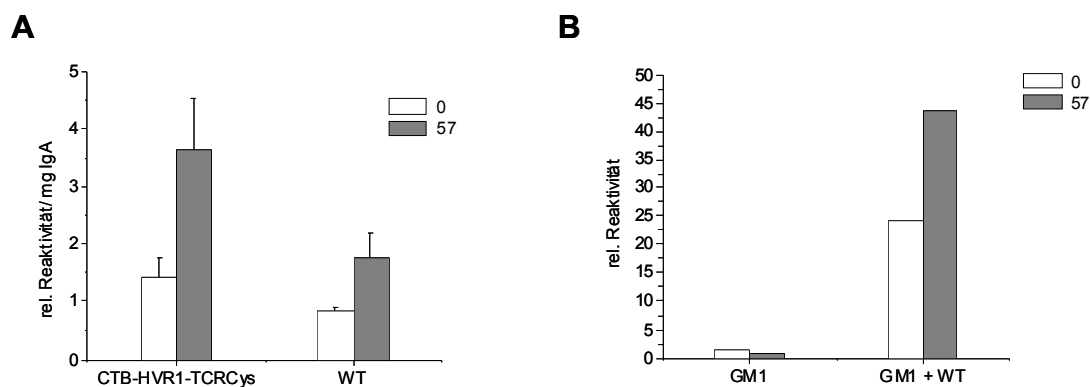 A
B
rel. Reaktivität/ mg IgA
5
4
3
2
1
0
0
57
CTB-HVR1-TCRCys
WT
rel. Reaktivität
50
45
40
35
30
25
20
15
10
5
0
0
57
GM1
GM1 + WT